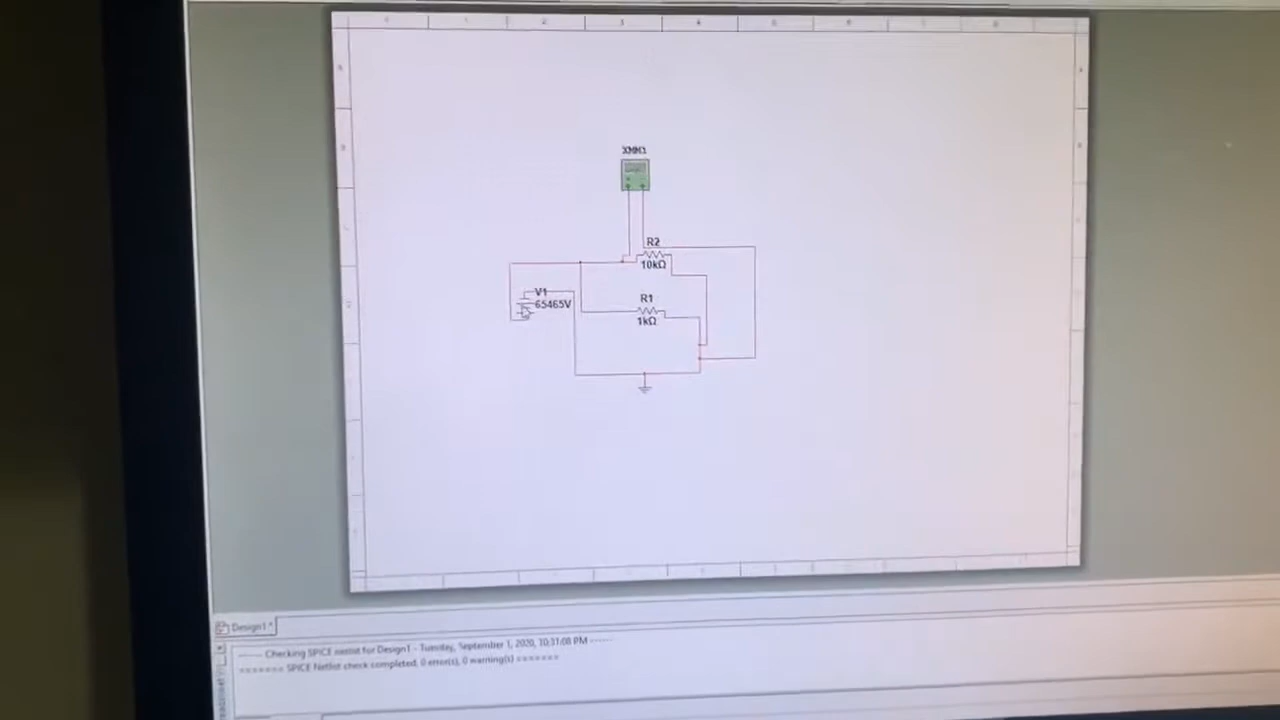 XMM1
R2
10kΩ
V1
65465V
R1
1kΩ
Design1 *
------ Checking SPICE netlist for Design1 - Tuesday, September 1, 2020, 10:31:08 PM ------
======= SPICE Netlist check completed, 0 error(s), 0 warning(s) =======